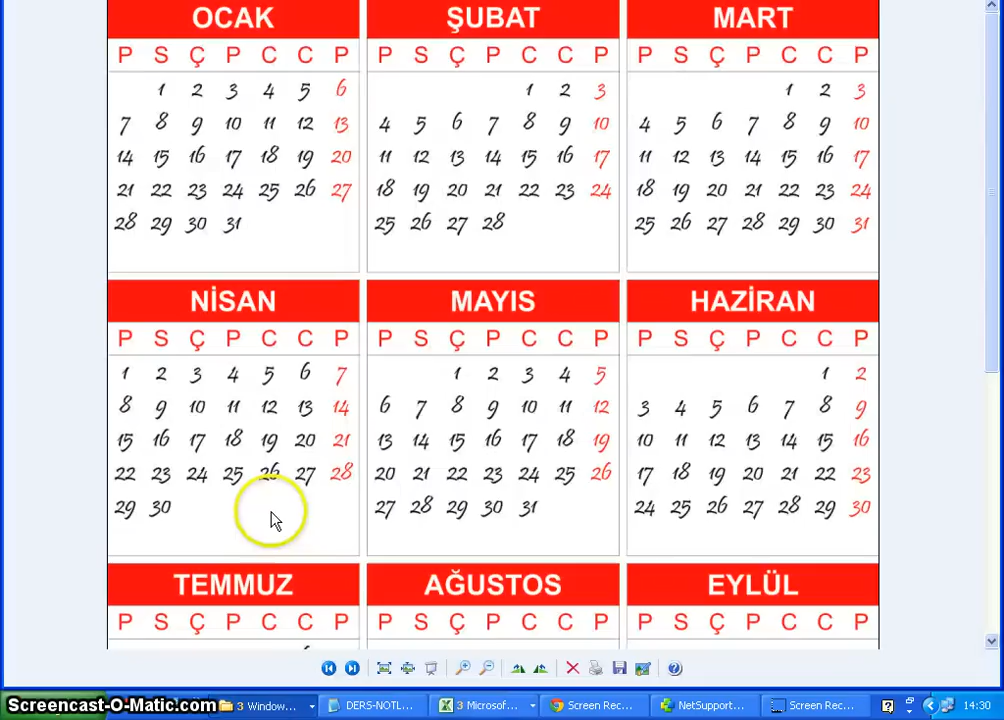 OCAK ŞUBAT MART
P S Ç P C C P P S Ç P C C P P S Ç P C C P
1 2 3 4 5 6 1 2 3 1 2 3
7 8 9 10 11 12 13 4 5 6 7 8 9 10 4 5 6 7 8 9 10
14 15 16 17 18 19 20 11 12 13 14 15 16 17 11 12 13 14 15 16 17
21 22 23 24 25 26 27 18 19 20 21 22 23 24 18 19 20 21 22 23 24
28 29 30 31 25 26 27 28 25 26 27 28 29 30 31
NİSAN MAYIS HAZİRAN
P S Ç P C C P P S Ç P C C P P S Ç P C C P
1 2 3 4 5 6 7 1 2 3 4 5 1 2
8 9 10 11 12 13 14 6 7 8 9 10 11 12 3 4 5 6 7 8 9
15 16 17 18 19 20 21 13 14 15 16 17 18 19 10 11 12 13 14 15 16
22 23 24 25 26 27 28 20 21 22 23 24 25 26 17 18 19 20 21 22 23
29 30 27 28 29 30 31 24 25 26 27 28 29 30
TEMMUZ AĞUSTOS EYLÜL
P S Ç P C C P P S Ç P C C P P S Ç P C C P
Screencast-O-Matic.com 3 Window... DERS-NOTL... 3 Microsof... Screen Rec... NetSupport... Screen Rec... 14:30